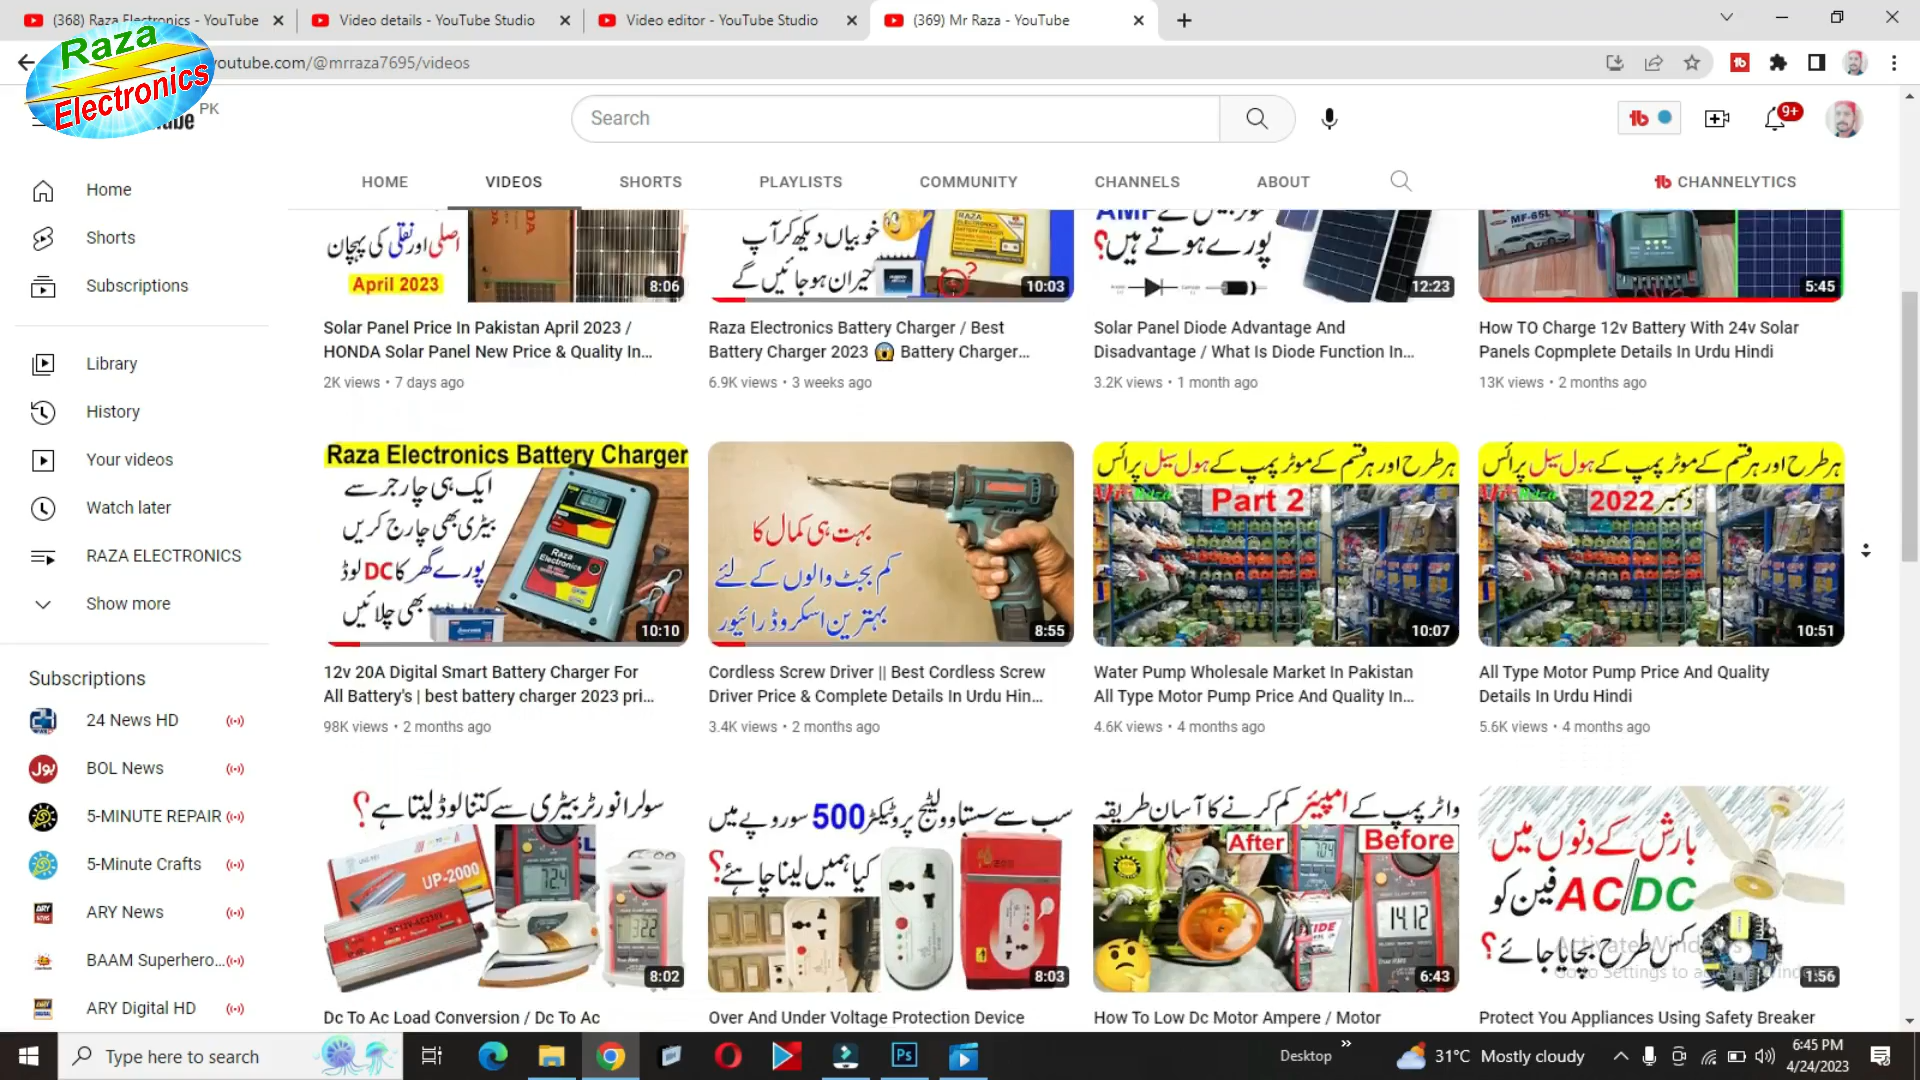 (368) Raza Electronics - YouTube
Video details - YouTube Studio
Video editor - YouTube Studio
(369) Mr Raza - YouTube
Raza
Electronics
outube.com/@mrraza7695/videos
PK
Search
9+
HOME
VIDEOS
SHORTS
PLAYLISTS
COMMUNITY
CHANNELS
ABOUT
CHANNELYTICS
Home
Shorts
Subscriptions
Library
History
Your videos
Watch later
RAZA ELECTRONICS
Show more
Subscriptions
24 News HD
BOL News
5-MINUTE REPAIR
5-Minute Crafts
ARY News
BAAM Superhero...
ARY Digital HD
اصلی اور نقلی کی پہچان
April 2023
8:06
خوبیاں دیکھ کر آپ
حیران ہو جائیں گے
RAZA
ELECTRONICS
10:03
پورے ہوتے ہیں؟
12:23
MF-65L
5:45
Solar Panel Price In Pakistan April 2023 /
HONDA Solar Panel New Price & Quality In...
2K views • 7 days ago
Raza Electronics Battery Charger / Best
Battery Charger 2023 😱 Battery Charger...
6.9K views • 3 weeks ago
Solar Panel Diode Advantage And
Disadvantage / What Is Diode Function In...
3.2K views • 1 month ago
How TO Charge 12v Battery With 24v Solar
Panels Copmplete Details In Urdu Hindi
13K views • 2 months ago
Raza Electronics Battery Charger
ایک ہی چارجر سے
بیٹری بھی چارج کریں
پورے گھر کا DC لوڈ
بھی چلائیں
Raza
Electronics
10:10
بہت ہی کمال کا
کم بجٹ والوں کے لئے
بہترین اسکروڈرائیور
8:55
ہر طرح اور ہر قسم کے موٹر پمپ کے ہول سیل پرائس
Part 2
10:07
ہر طرح اور ہر قسم کے موٹر پمپ کے ہول سیل پرائس
دسمبر 2022
10:51
12v 20A Digital Smart Battery Charger For
All Battery's | best battery charger 2023 pri...
98K views • 2 months ago
Cordless Screw Driver || Best Cordless Screw
Driver Price & Complete Details In Urdu Hin...
3.4K views • 2 months ago
Water Pump Wholesale Market In Pakistan
All Type Motor Pump Price And Quality In...
4.6K views • 4 months ago
All Type Motor Pump Price And Quality
Details In Urdu Hindi
5.6K views • 4 months ago
سولر انورٹر بیٹری سے کتنا لوڈ لیتا ہے؟
UP-2000
8:02
سب سے سستا وولٹیج پروٹیکٹر 500 سو روپے میں
کیا ہمیں لینا چاہئے؟
8:03
واٹر پمپ کے امپیئر کم کرنے کا آسان طریقہ
After
Before
14.12
6:43
بارش کے دنوں میں
AC/DC فین کو
کس طرح بچایا جائے؟
1:56
Dc To Ac Load Conversion / Dc To Ac
Over And Under Voltage Protection Device
How To Low Dc Motor Ampere / Motor
Protect You Appliances Using Safety Breaker
Activate Windows
Type here to search
Desktop
31°C Mostly cloudy
6:45 PM
4/24/2023